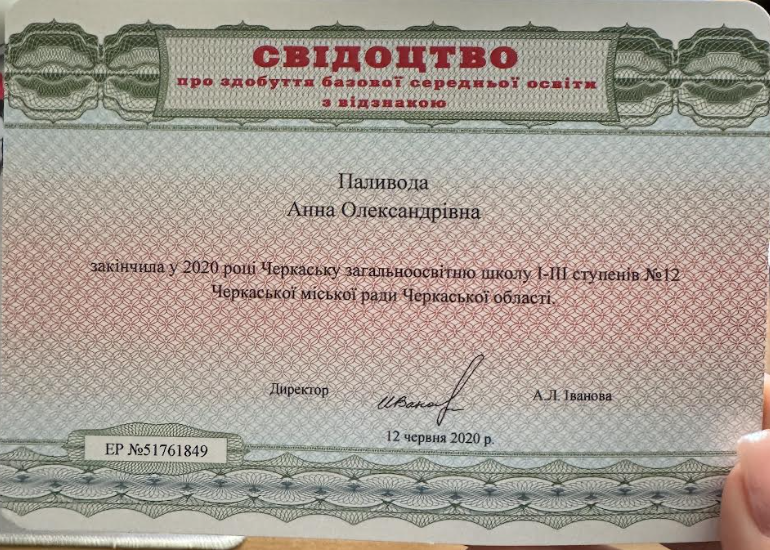 СВІДОЦТВО
про здобуття базової середньої освіти
з відзнакою
Паливода
Анна Олександрівна
закінчила у 2020 році Черкаську загальноосвітню школу І-ІІІ ступенів №12
Черкаської міської ради Черкаської області.
Директор
ИВанов
А.Л. Іванова
12 червня 2020 р.
ЕР №51761849